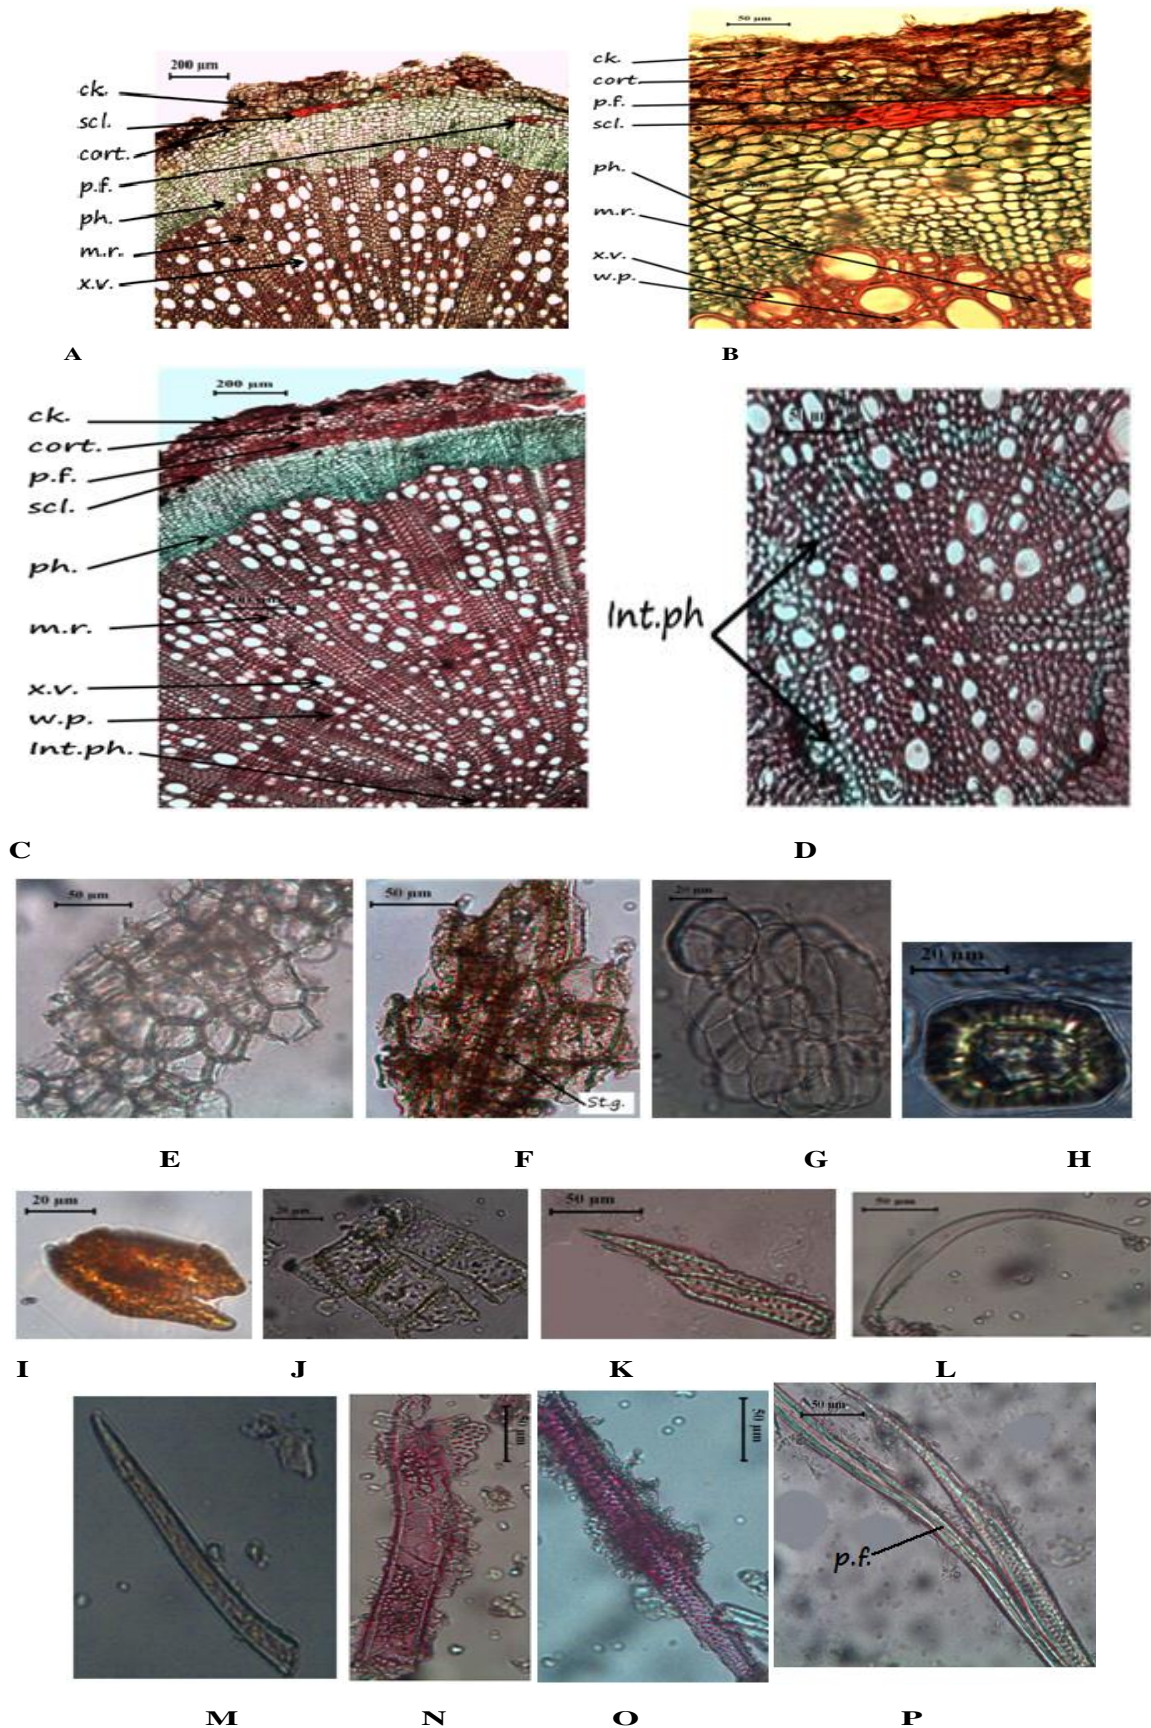 200 µm
ck.
scl.
cort.
p.f.
ph.
m.r.
x.v.
A
50 µm
ck.
cort.
p.f.
scl.
ph.
m.r.
x.v.
w.p.
B
200 µm
ck.
cort.
p.f.
scl.
ph.
m.r.
x.v.
w.p.
Int.ph.
C
Int.ph
D
50 µm
E
50 µm
St.g.
F
20 µm
G
20 µm
H
20 µm
I
20 µm
J
50 µm
K
50 µm
L
M
50 µm
N
50 µm
O
50 µm
p.f.
P